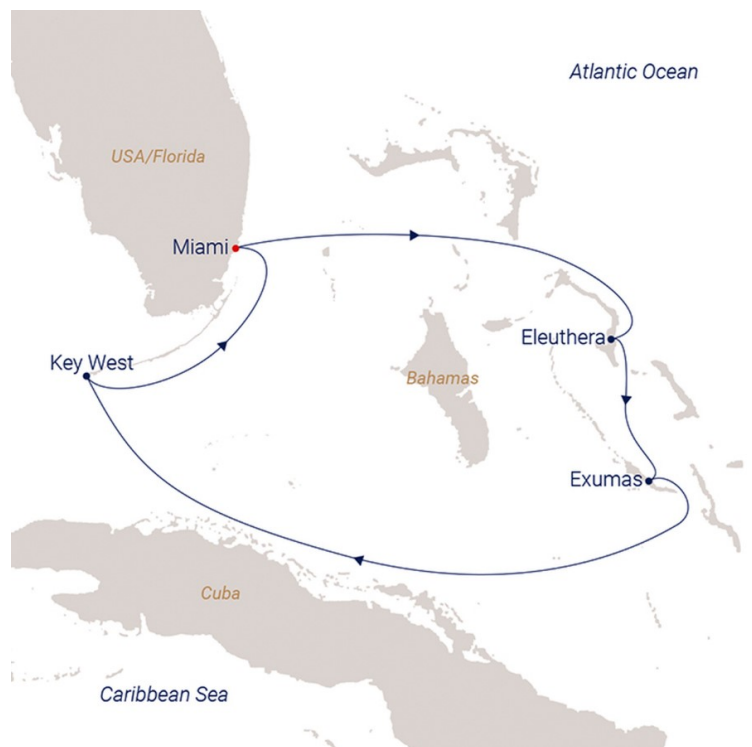 Atlantic Ocean
USA/Florida
Miami
Eleuthera
Key West
Bahamas
Exumas
Cuba
Caribbean Sea